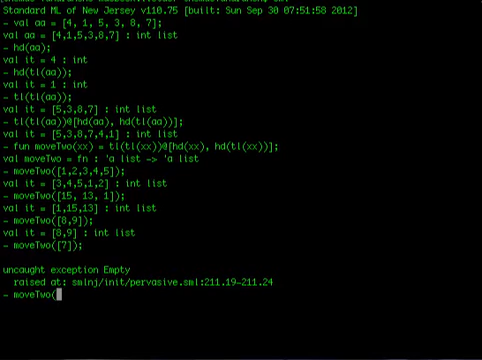 Standard ML of New Jersey v110.75 [built: Sun Sep 30 07:51:58 2012]
- val aa = [4, 1, 5, 3, 8, 7];
val aa = [4,1,5,3,8,7] : int list
- hd(aa);
val it = 4 : int
- hd(tl(aa));
val it = 1 : int
- tl(tl(aa));
val it = [5,3,8,7] : int list
- tl(tl(aa))@[hd(aa), hd(tl(aa))];
val it = [5,3,8,7,4,1] : int list
- fun moveTwo(xx) = tl(tl(xx))@[hd(xx), hd(tl(xx))];
val moveTwo = fn : 'a list -> 'a list
- moveTwo([1,2,3,4,5]);
val it = [3,4,5,1,2] : int list
- moveTwo([15, 13, 1]);
val it = [1,15,13] : int list
- moveTwo([8,9]);
val it = [8,9] : int list
- moveTwo([7]);
uncaught exception Empty
raised at: smlnj/init/pervasive.sml:211.19-211.24
- moveTwo(